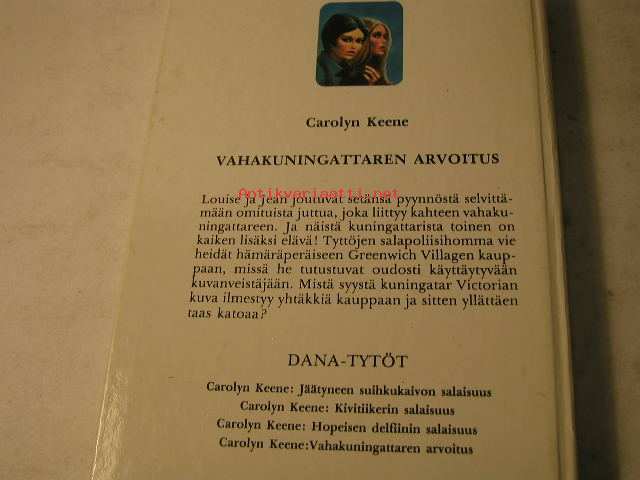 Carolyn Keene
VAHAKUNINGATTAREN ARVOITUS
Antikvariaatti.net
Louise ja Jean joutuvat setänsä pyynnöstä selvittä-
mään omituista juttua, joka liittyy kahteen vahaku-
ningattareen. Ja näistä kuningattarista toinen on
kaiken lisäksi elävä! Tyttöjen salapoliisihomma vie
heidät hämäräperäiseen Greenwich Villagen kaup-
paan, missä he tutustuvat oudosti käyttäytyvään
kuvanveistäjään. Mistä syystä kuningatar Victorian
kuva ilmestyy yhtäkkiä kauppaan ja sitten yllättäen
taas katoaa?
DANA-TYTÖT
Carolyn Keene: Jäätyneen suihkukaivon salaisuus
Carolyn Keene: Kivitiikerin salaisuus
Carolyn Keene: Hopeisen delfiinin salaisuus
Carolyn Keene:Vahakuningattaren arvoitus